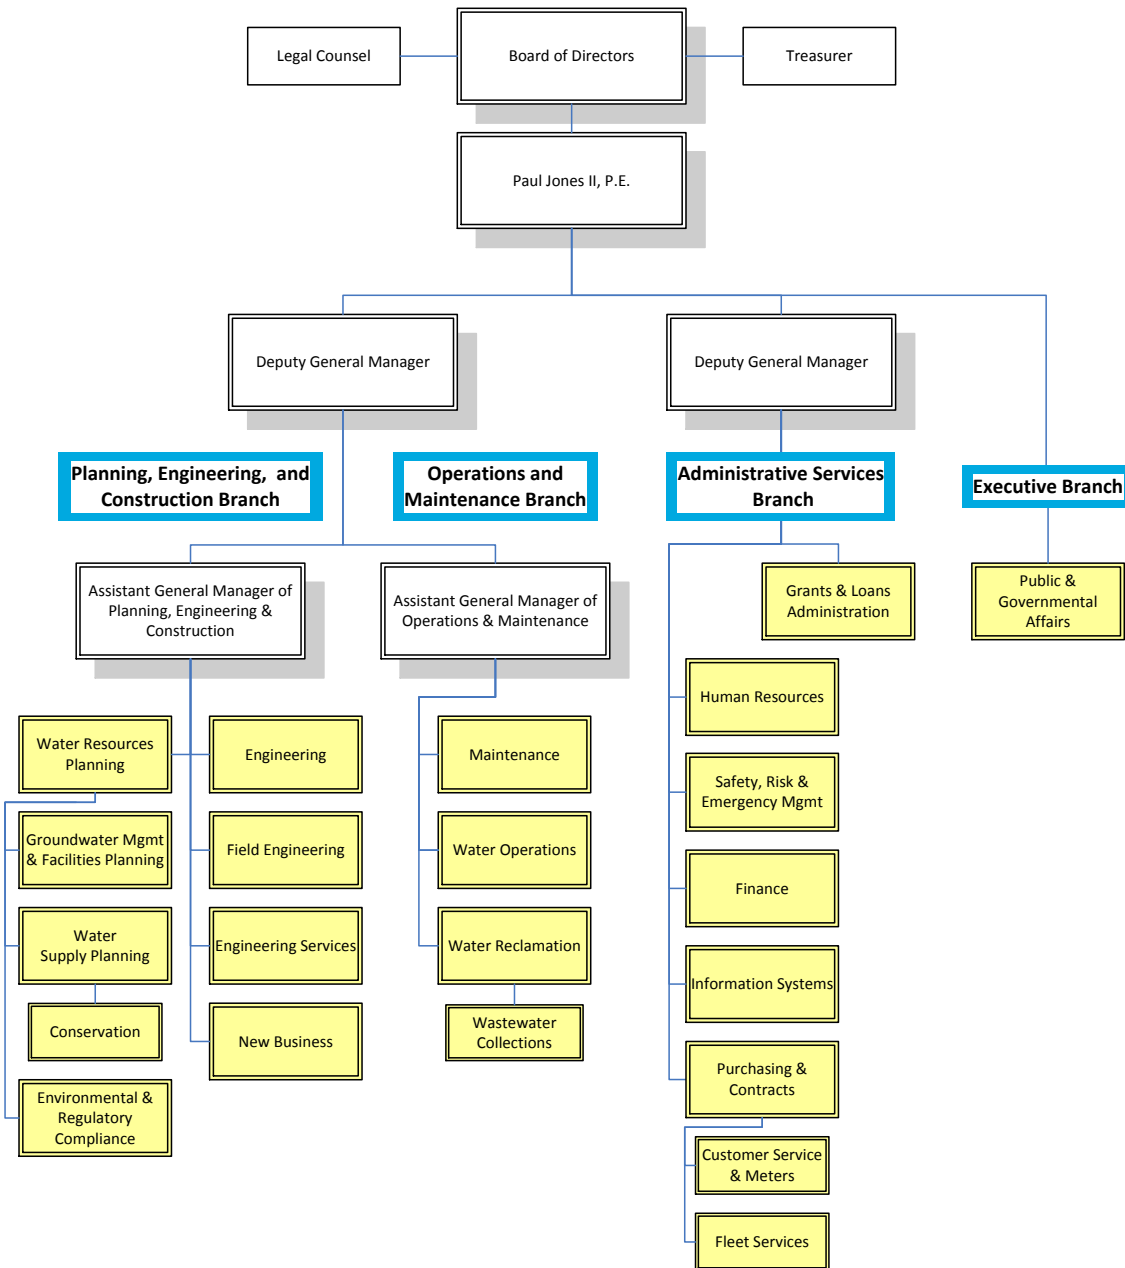 Legal Counsel
Board of Directors
Treasurer
Paul Jones II, P.E.
Deputy General Manager
Deputy General Manager
Planning, Engineering,  and
Construction Branch
Operations and
Maintenance Branch
Administrative Services
Branch
Executive Branch
Assistant General Manager of
Planning, Engineering &
Construction
Assistant General Manager of
Operations & Maintenance
Grants & Loans
Administration
Public &
Governmental
Affairs
Water Resources
Planning
Engineering
Maintenance
Human Resources
Groundwater Mgmt
& Facilities Planning
Field Engineering
Water Operations
Safety, Risk &
Emergency Mgmt
Finance
Water
Supply Planning
Engineering Services
Water Reclamation
Information Systems
Conservation
New Business
Wastewater
Collections
Purchasing &
Contracts
Environmental &
Regulatory
Compliance
Customer Service
& Meters
Fleet Services